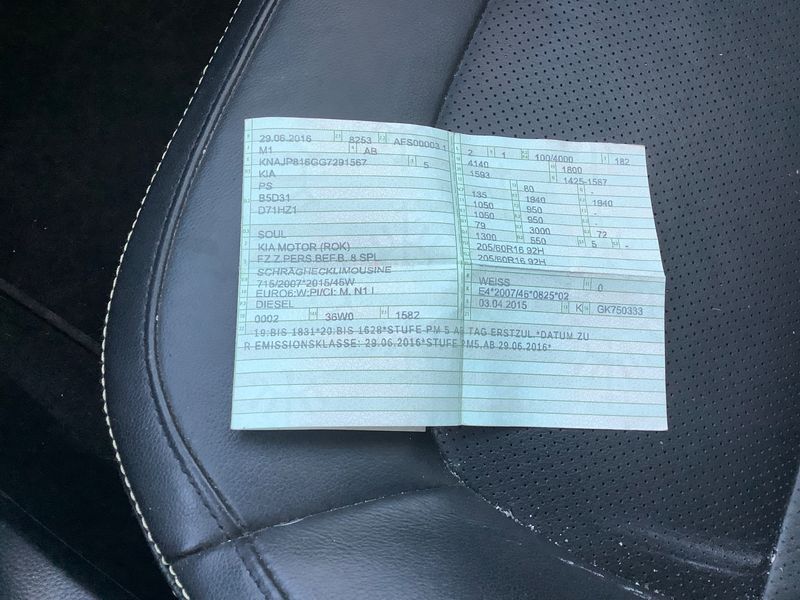 29.06.2016 8253 AFS00003 1
M1 AB
KNAJP816GG7291567 5
KIA
PS
B5D31
D71HZ1
SOUL
KIA MOTOR (ROK)
FZ.Z.PERS.BEF.B. 8 SPL
SCHRÄGHECKLIMOUSINE
715/2007*2015/45W
EURO6;W;PI/CI; M, N1 I
DIESEL
0002 36W0 1582
2 1 100/4000 182
4140 1800
1593 1425-1567
80 -
135 1840 1840
1050 950 -
1050 950 -
79 3000 72
1300 550 5 -
205/60R16 92H
205/60R16 92H
WEISS 0
E4*2007/46*0825*02
03.04.2015 K GK750333
19.BIS 1831*20.BIS 1628*STUFE PM 5 AB TAG ERSTZUL.*DATUM ZU
R EMISSIONSKLASSE: 29.06.2016*STUFE PM5,AB 29.06.2016*